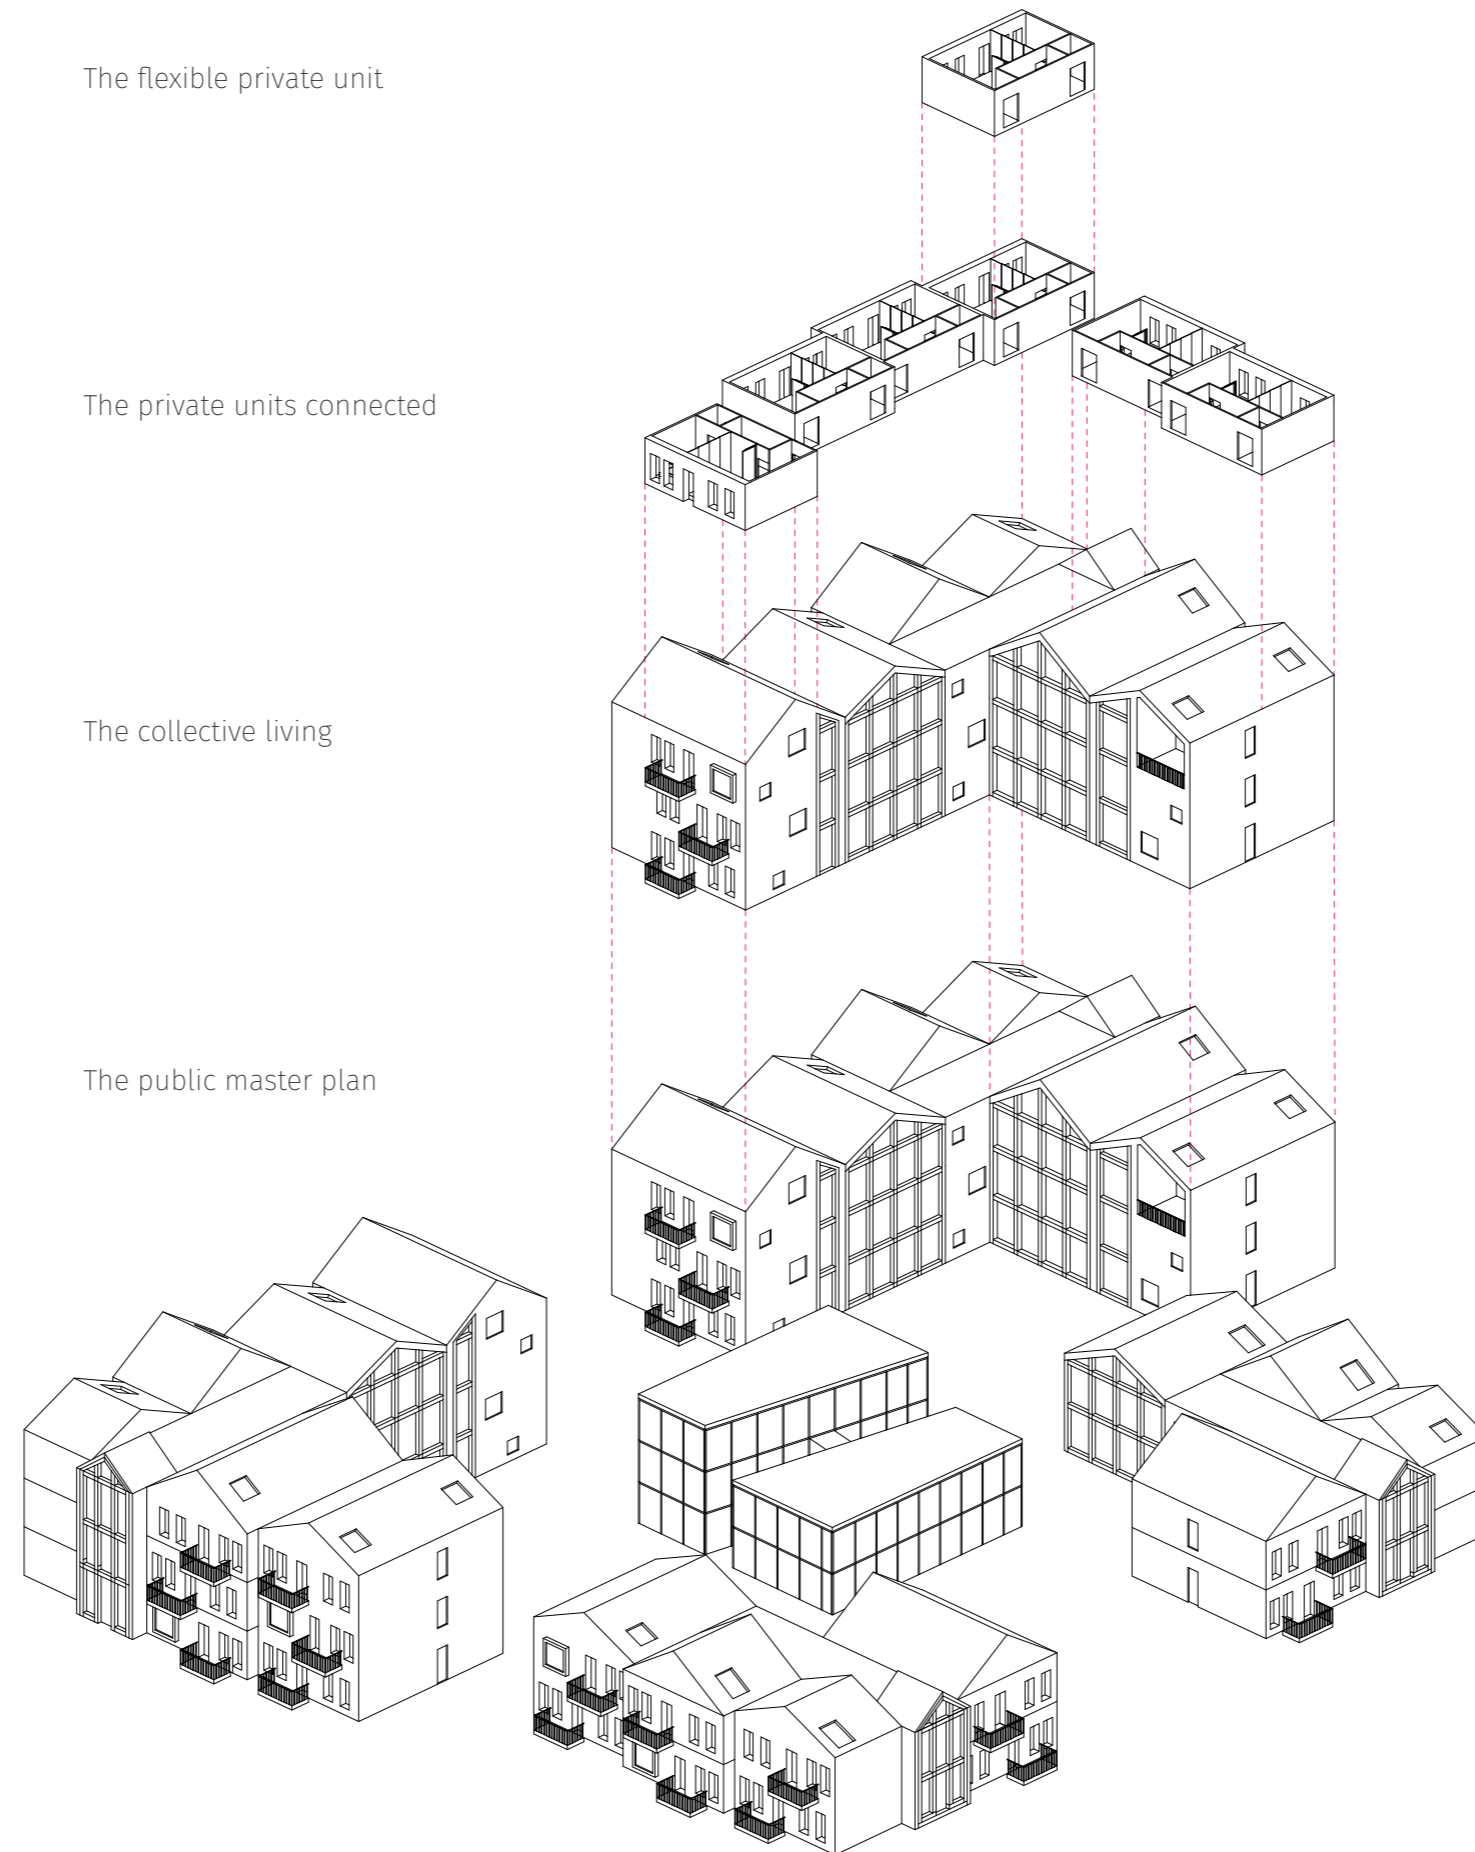 The flexible private unit
The private units connected
The collective living
The public master plan